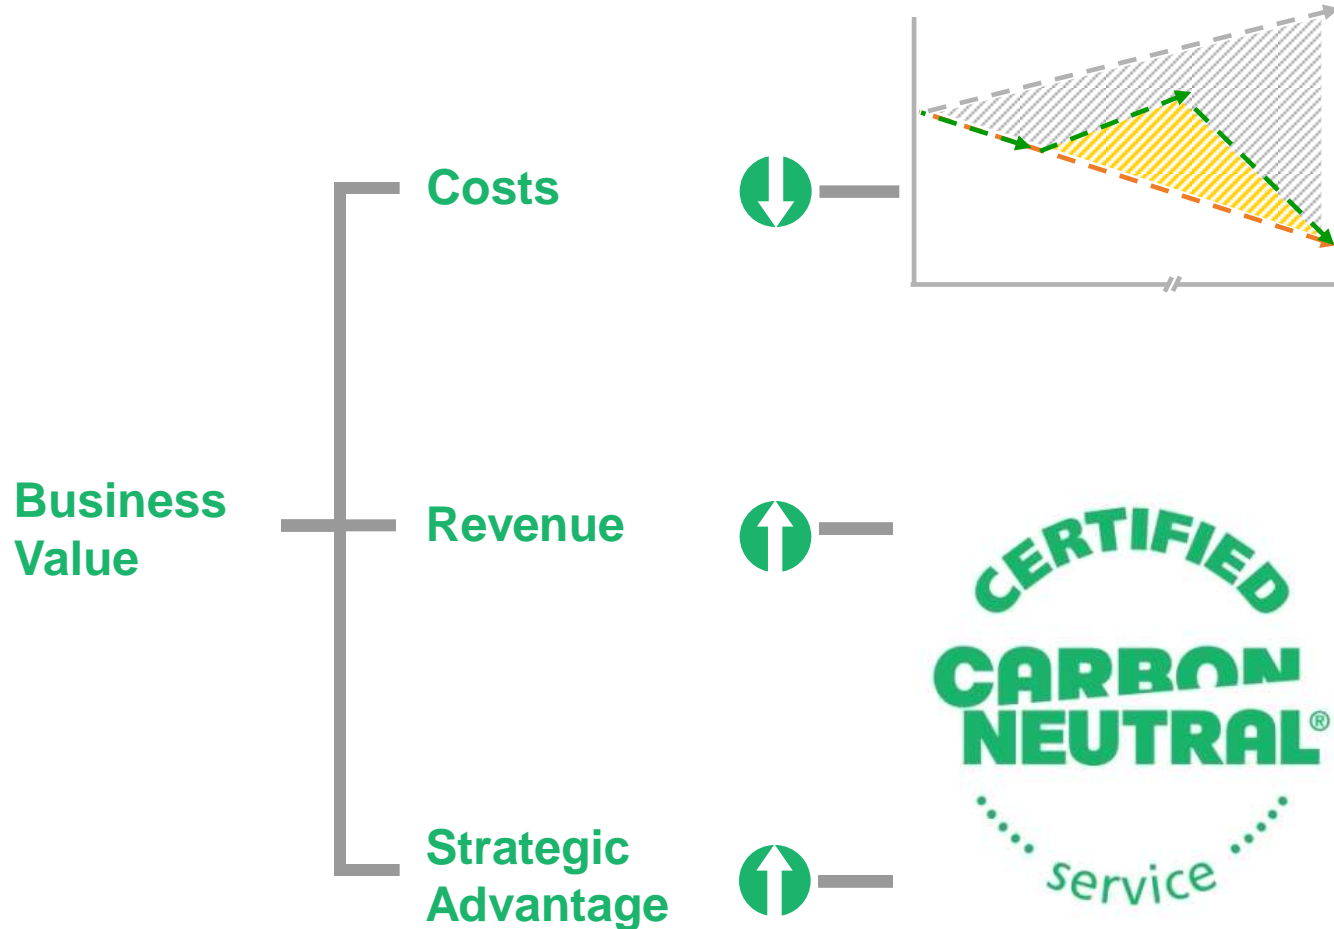 Costs
Business
Value
Revenue
CERTIFIED
CARBON
NEUTRAL®
service
Strategic
Advantage